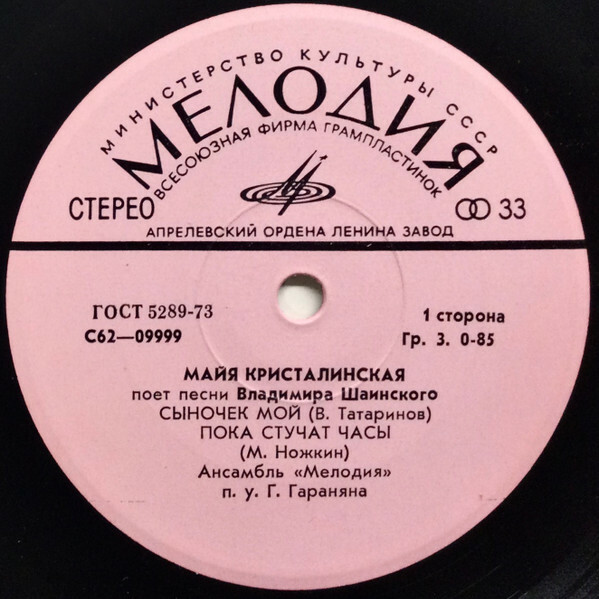 МИНИСТЕРСТВО КУЛЬТУРЫ СССР
МЕЛОДИЯ
ВСЕСОЮЗНАЯ ФИРМА ГРАМПЛАСТИНОК
СТЕРЕО
33
АПРЕЛЕВСКИЙ ОРДЕНА ЛЕНИНА ЗАВОД
ГОСТ 5289-73
1 сторона
С62—09999
Гр. 3. 0-85
МАЙЯ КРИСТАЛИНСКАЯ
поет песни Владимира Шаинского
СЫНОЧЕК МОЙ (В. Татаринов)
ПОКА СТУЧАТ ЧАСЫ
(М. Ножкин)
Ансамбль «Мелодия»
п. у. Г. Гараняна